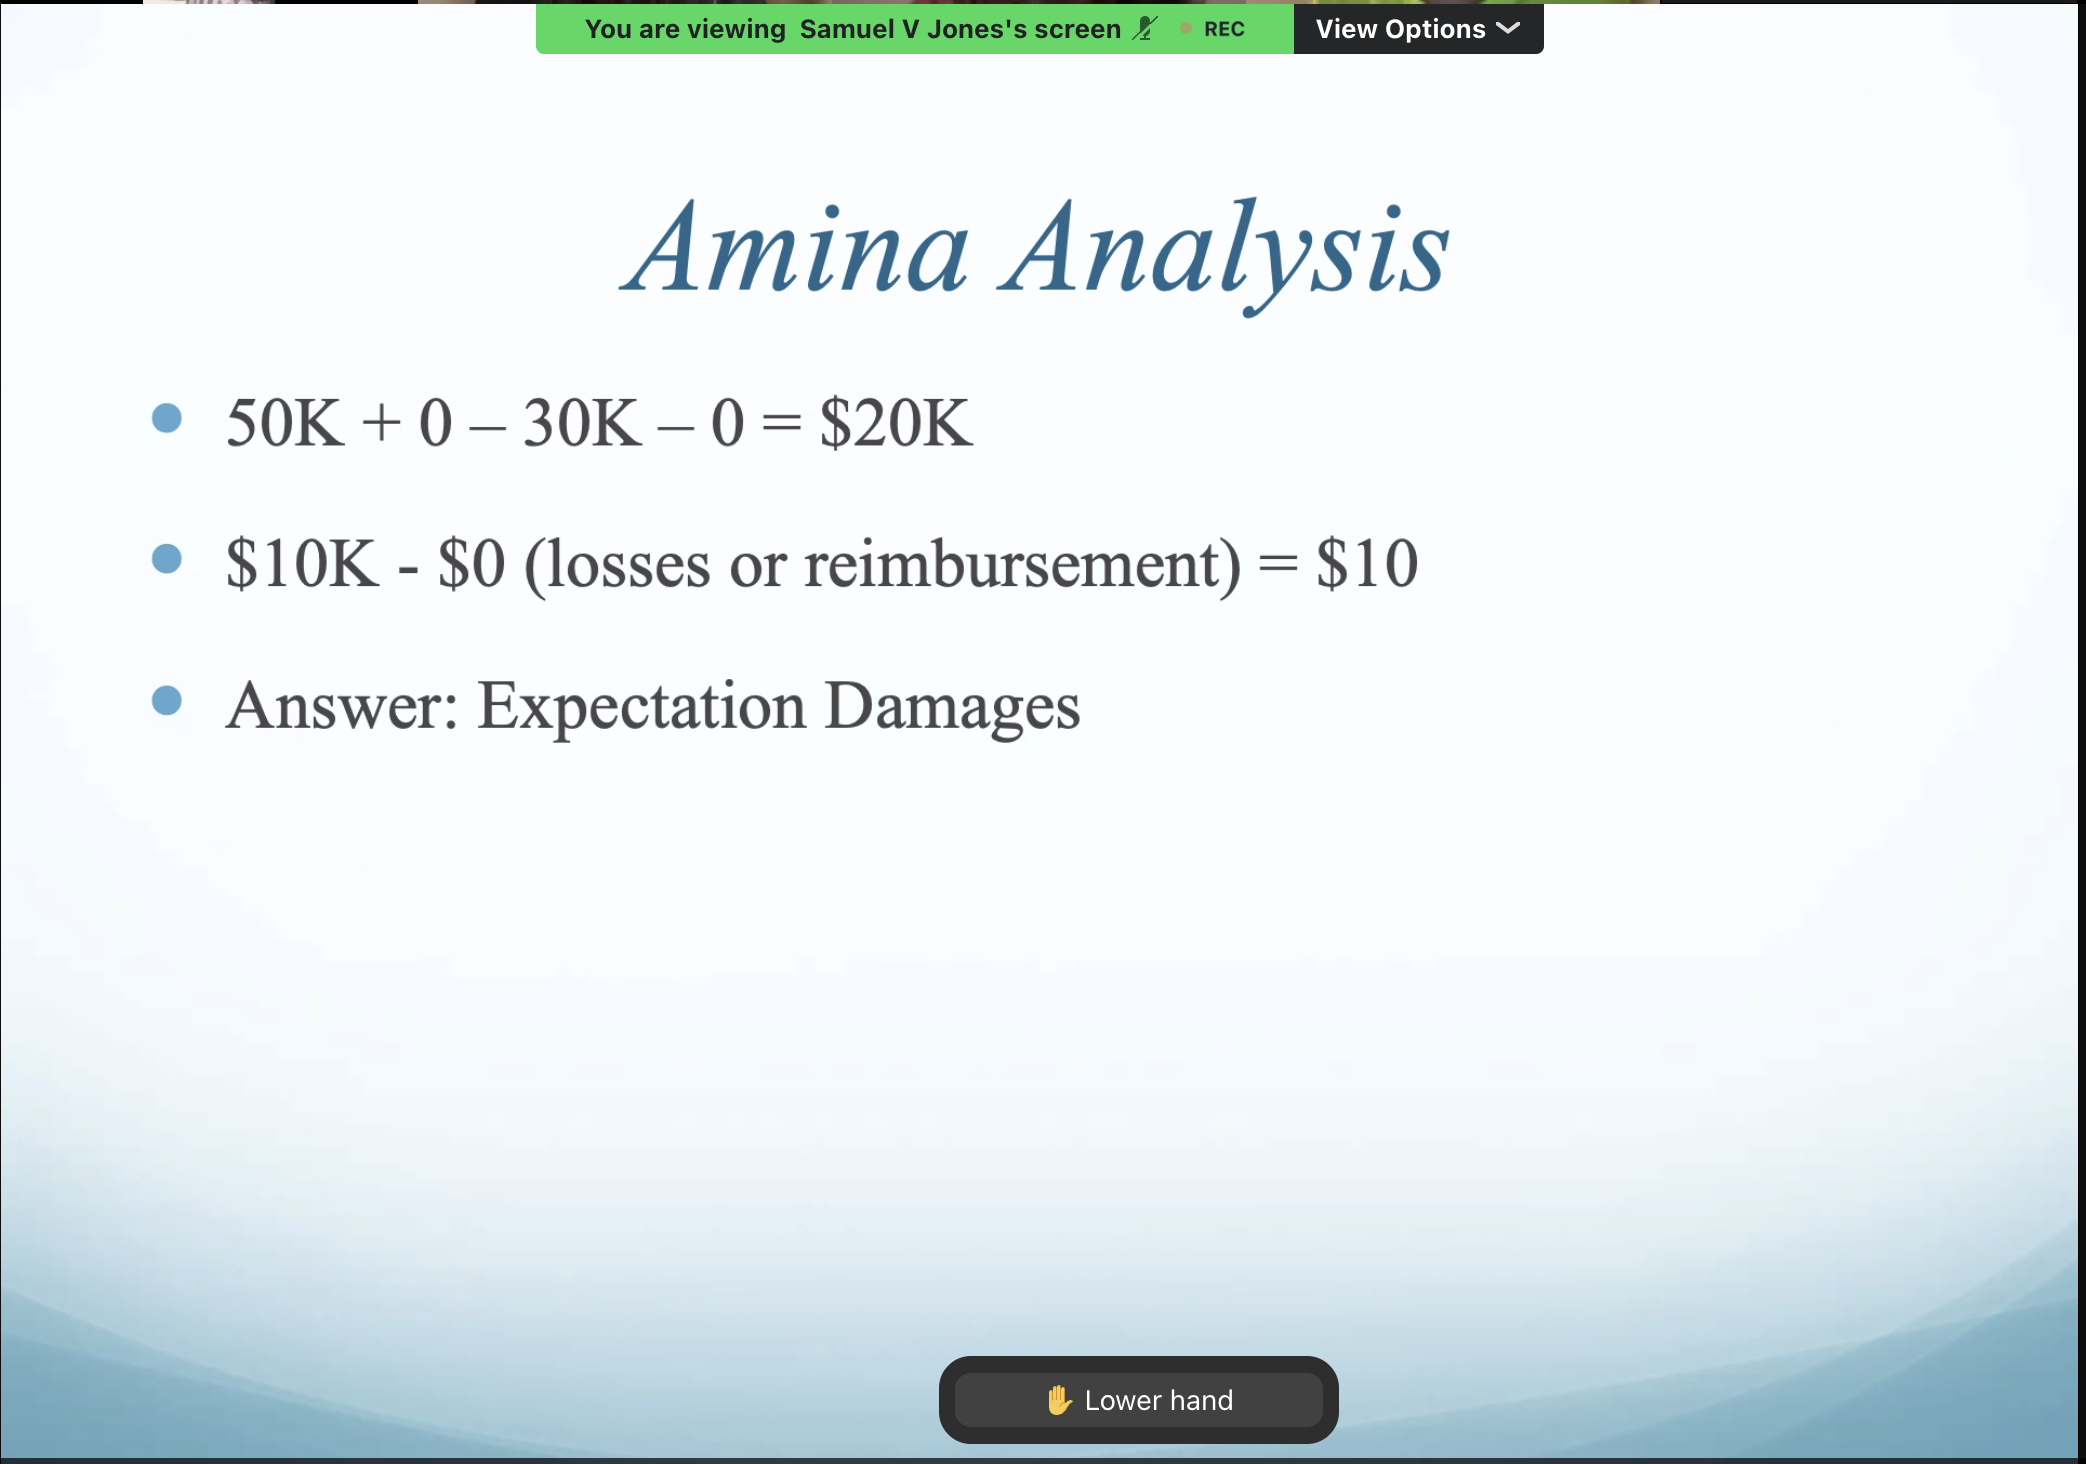 You are viewing Samuel V Jones's screen REC View Options
Amina Analysis
50K + 0 – 30K – 0 = $20K
$10K - $0 (losses or reimbursement) = $10
Answer: Expectation Damages
✋ Lower hand